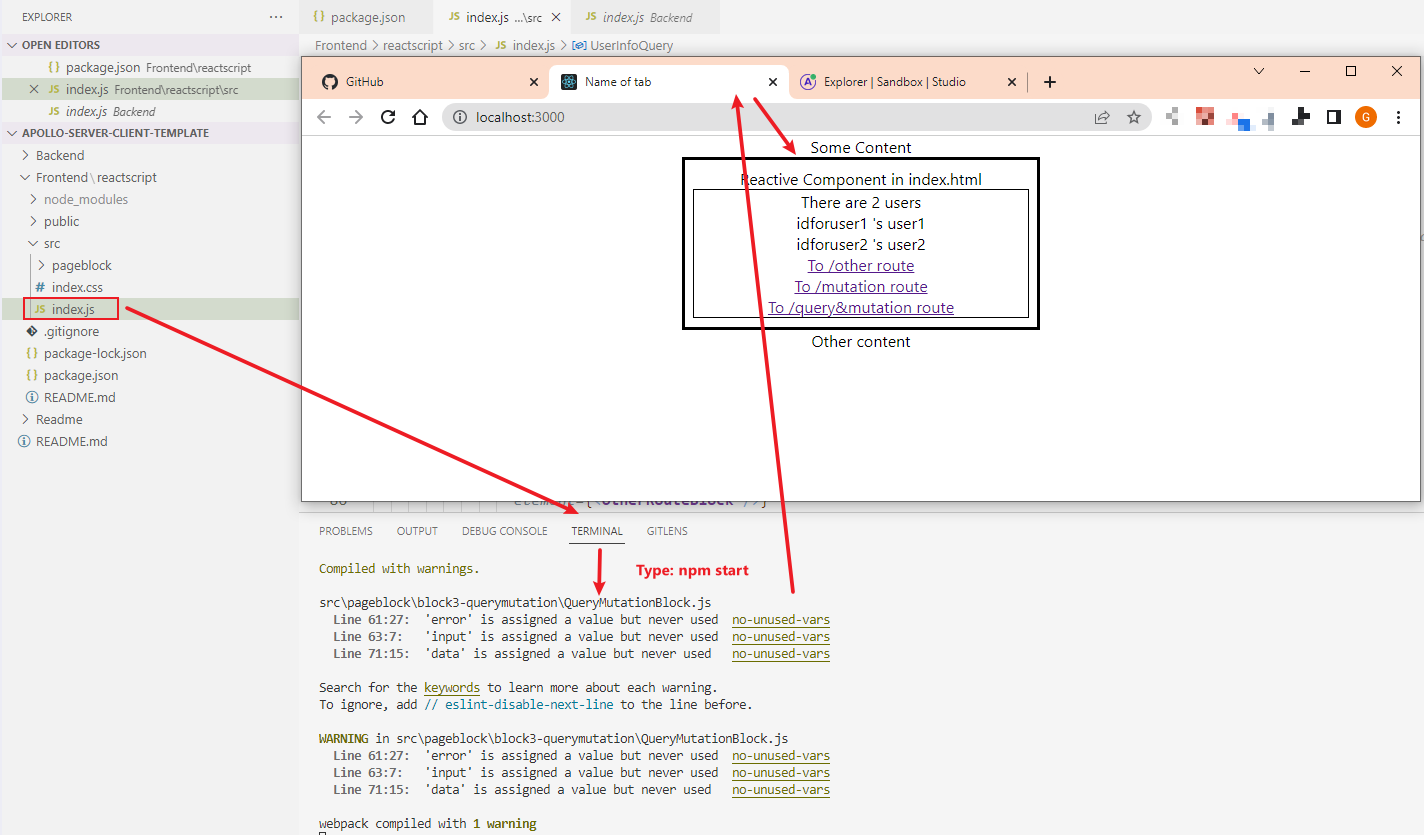 EXPLORER
OPEN EDITORS
package.json Frontend\reactscript
index.js Frontend\reactscript\src
index.js Backend
APOLLO-SERVER-CLIENT-TEMPLATE
Backend
Frontend\reactscript
node_modules
public
src
pageblock
# index.css
JS index.js
.gitignore
{} package-lock.json
{} package.json
README.md
Readme
README.md
{} package.json
JS index.js ...\src
JS index.js Backend
Frontend > reactscript > src > JS index.js > UserInfoQuery
GitHub
Name of tab
Explorer | Sandbox | Studio
localhost:3000
G
Some Content
Reactive Component in index.html
There are 2 users
idforuser1 's user1
idforuser2 's user2
To /other route
To /mutation route
To /query&mutation route
Other content
PROBLEMS OUTPUT DEBUG CONSOLE TERMINAL GITLENS
Type: npm start
Compiled with warnings.
src\pageblock\block3-querymutation\QueryMutationBlock.js
Line 61:27: 'error' is assigned a value but never used no-unused-vars
Line 63:7: 'input' is assigned a value but never used no-unused-vars
Line 71:15: 'data' is assigned a value but never used no-unused-vars
Search for the keywords to learn more about each warning.
To ignore, add // eslint-disable-next-line to the line before.
WARNING in src\pageblock\block3-querymutation\QueryMutationBlock.js
Line 61:27: 'error' is assigned a value but never used no-unused-vars
Line 63:7: 'input' is assigned a value but never used no-unused-vars
Line 71:15: 'data' is assigned a value but never used no-unused-vars
webpack compiled with 1 warning